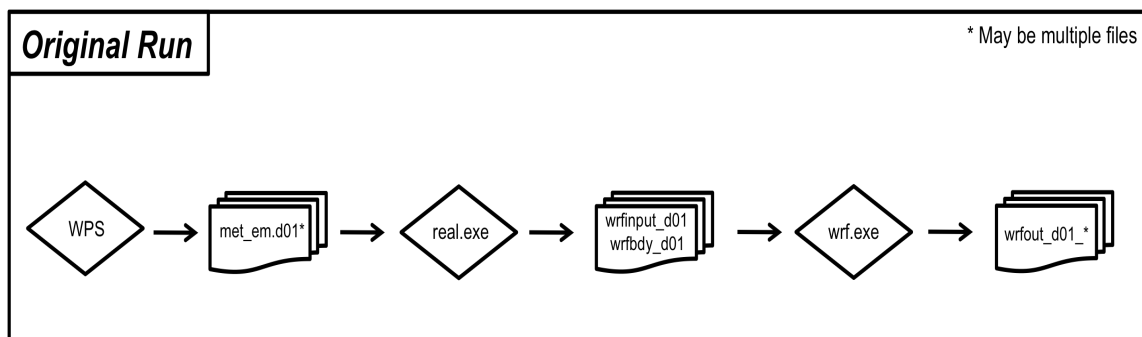 Original Run
* May be multiple files
WPS
met_em.d01*
real.exe
wrfinput_d01
wrfbdy_d01
wrf.exe
wrfout_d01_*